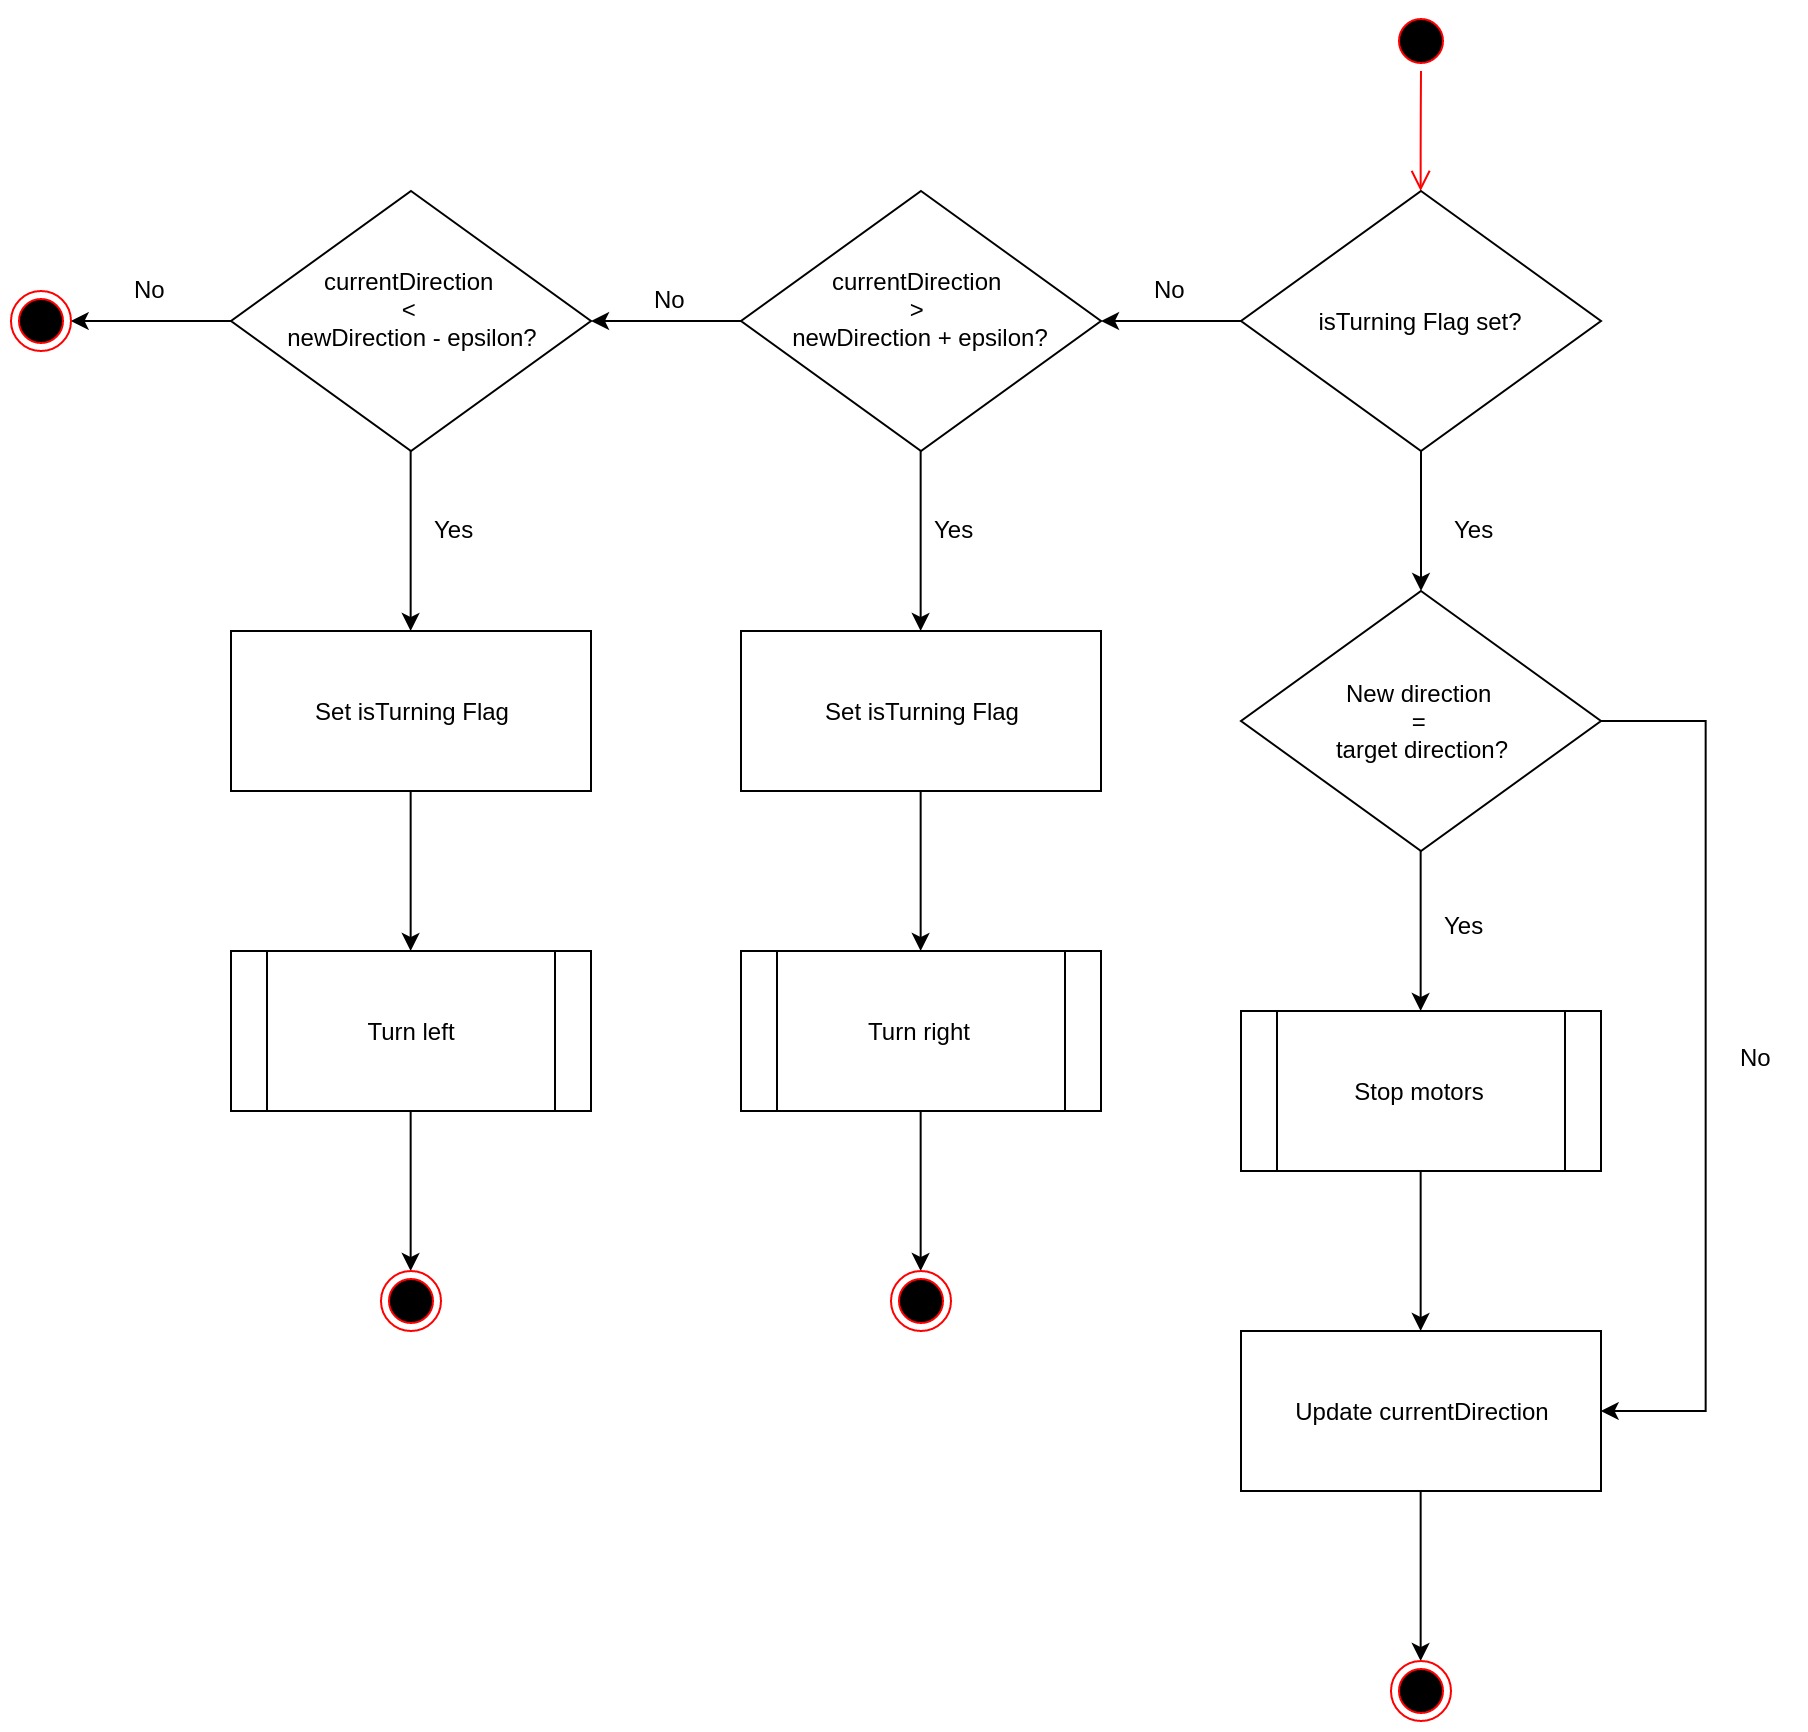 No
currentDirection
<
newDirection - epsilon?
No
currentDirection
>
newDirection + epsilon?
No
isTurning Flag set?
Yes
Yes
Yes
Set isTurning Flag
Set isTurning Flag
New direction
=
target direction?
Yes
Turn left
Turn right
Stop motors
No
Update currentDirection